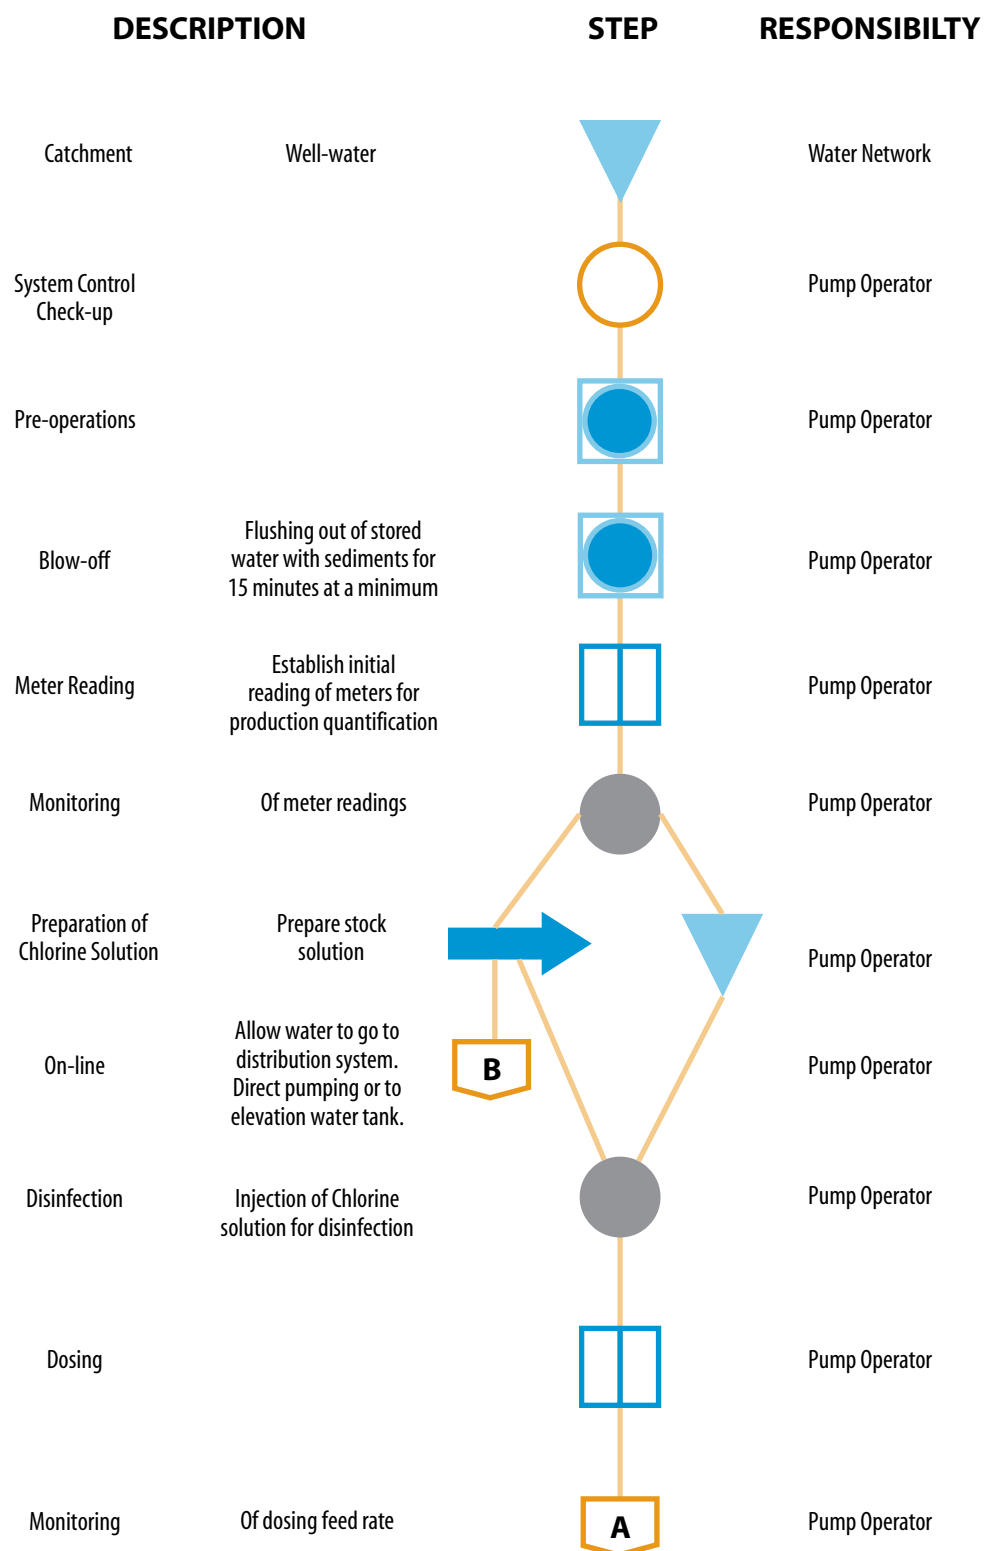 DESCRIPTION STEP RESPONSIBILTY
Catchment Well-water Water Network
System Control
Check-up
Pump Operator
Pre-operations Pump Operator
Blow-off
Flushing out of stored
water with sediments for
15 minutes at a minimum
Pump Operator
Meter Reading
Establish initial
reading of meters for
production quantification
Pump Operator
Monitoring Of meter readings Pump Operator
Preparation of
Chlorine Solution
Prepare stock
solution
Pump Operator
On-line
Allow water to go to
distribution system.
Direct pumping or to
elevation water tank.
B
Pump Operator
Disinfection
Injection of Chlorine
solution for disinfection
Pump Operator
Dosing Pump Operator
Monitoring Of dosing feed rate A Pump Operator